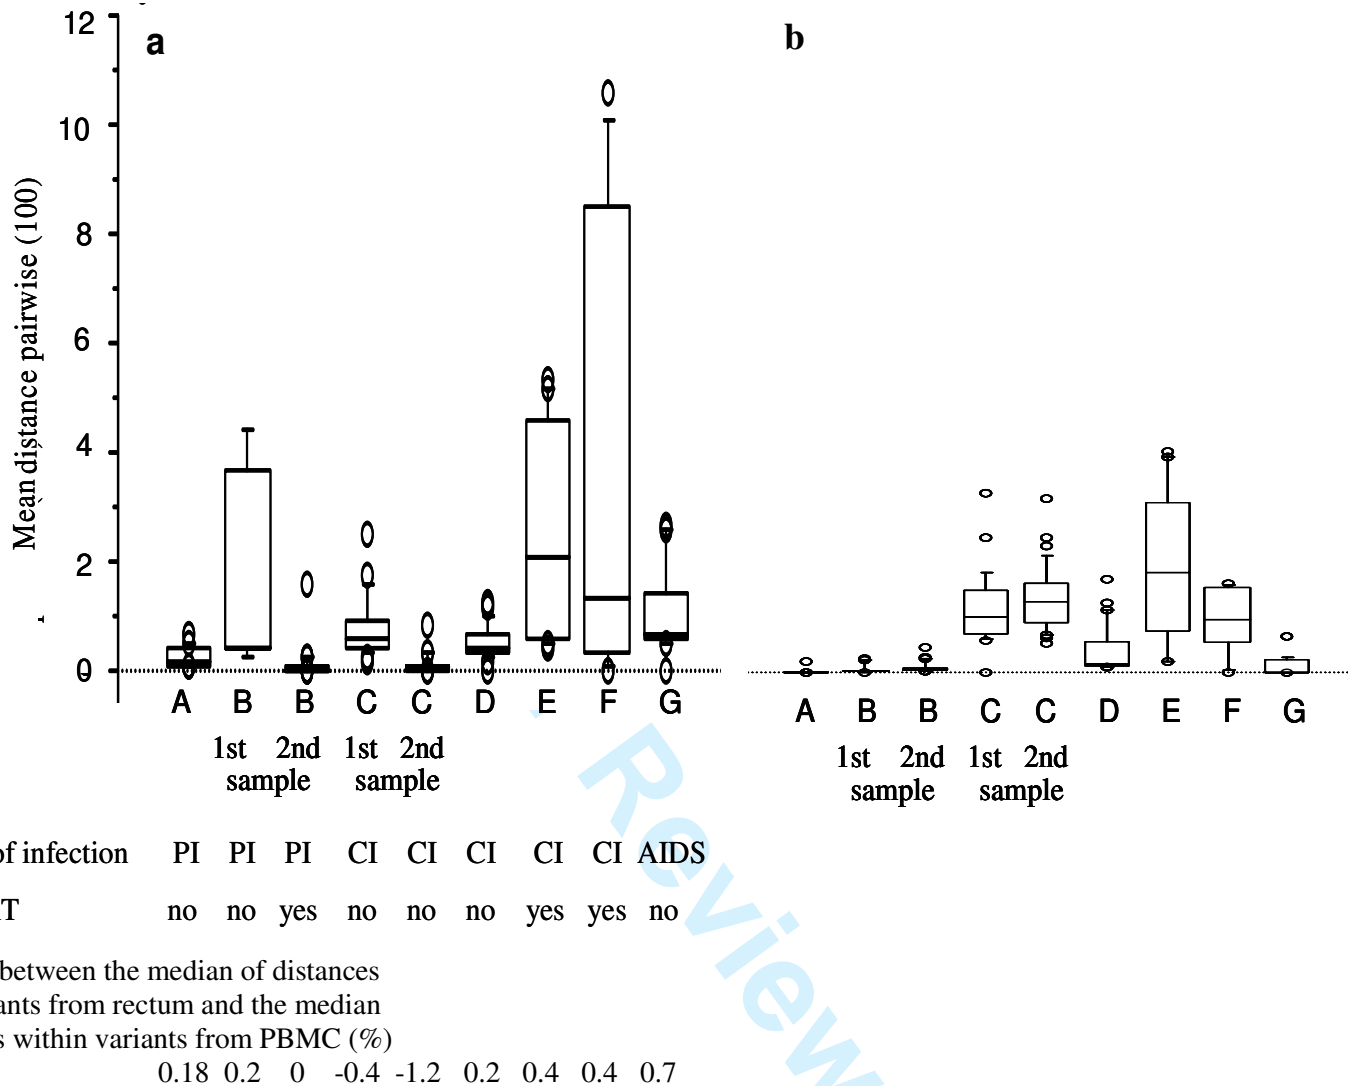 a
b
12
10
8
6
4
2
0
Mean distance pairwise (100)
A B B C C D E F G
1st 2nd 1st 2nd
sample sample
A B B C C D E F G
1st 2nd 1st 2nd
sample sample
of infection PI PI PI CI CI CI CI CI AIDS
no no yes no no no yes yes no
between the median of distances
from rectum and the median
within variants from PBMC (%)
0.18 0.2 0 -0.4 -1.2 0.2 0.4 0.4 0.7
Review